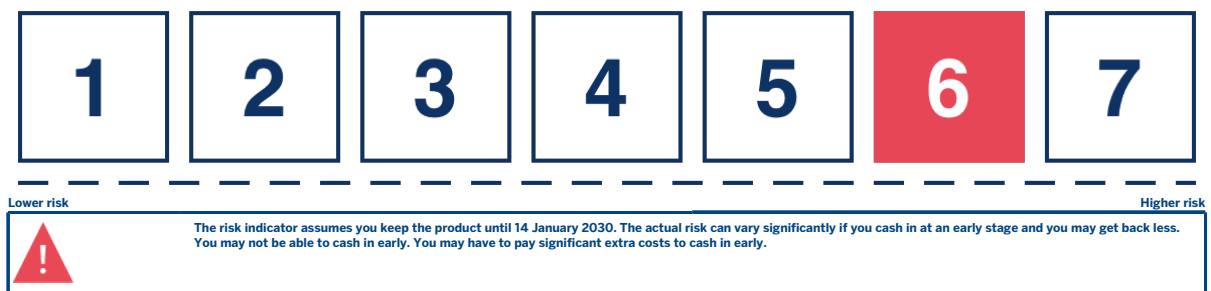 1 2 3 4 5 6 7
Lower risk Higher risk
!
The risk indicator assumes you keep the product until 14 January 2030. The actual risk can vary significantly if you cash in at an early stage and you may get back less.
You may not be able to cash in early. You may have to pay significant extra costs to cash in early.